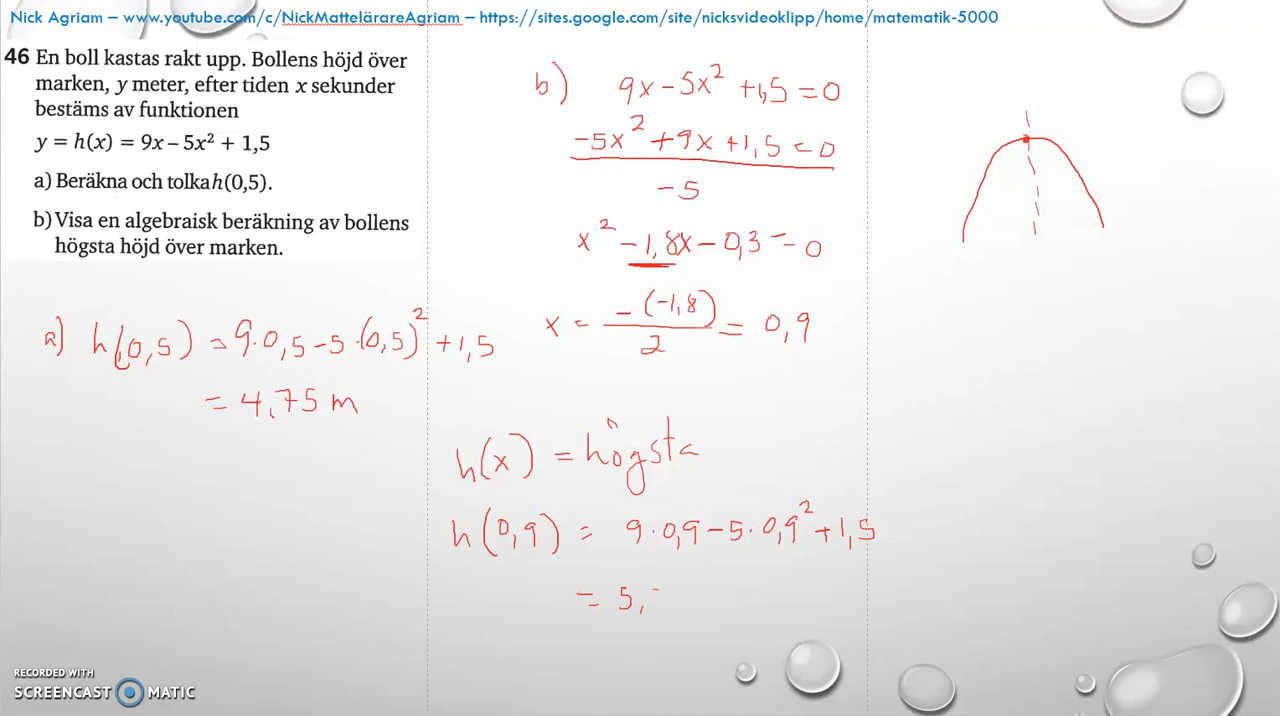 Nick Agriam – www.youtube.com/c/NickMattelärareAgriam – https://sites.google.com/site/nicksvideoklipp/home/matematik-5000
46 En boll kastas rakt upp. Bollens höjd över
marken, y meter, efter tiden x sekunder
bestäms av funktionen
y = h(x) = 9x – 5x² + 1,5
a) Beräkna och tolka h(0,5).
b) Visa en algebraisk beräkning av bollens
högsta höjd över marken.
a) h(0,5) = 9·0,5 – 5·(0,5)² + 1,5
= 4,75 m
b) 9x – 5x² + 1,5 = 0
–5x² + 9x + 1,5 = 0
–5
x² – 1,8x – 0,3 = 0
x = –(–1,8) = 0,9
2
h(x) = högsta
h(0,9) = 9·0,9 – 5·0,9² + 1,5
= 5,
RECORDED WITH
SCREENCAST MATIC